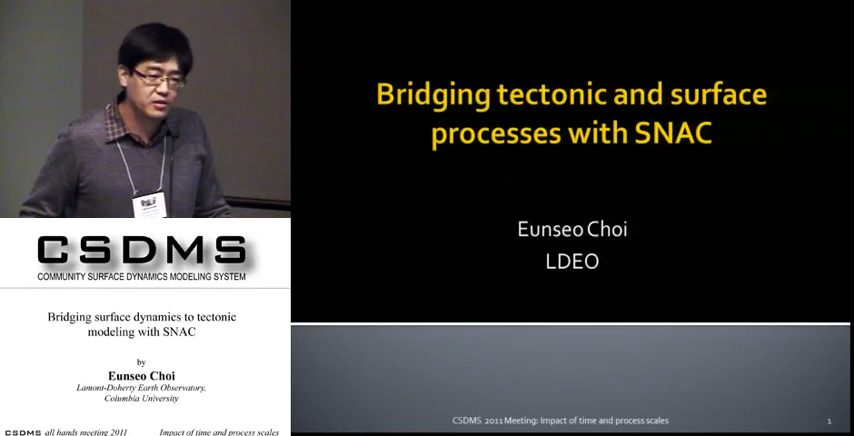 Bridging tectonic and surface
processes with SNAC
Eunseo Choi
LDEO
CSDMS 2011 Meeting: Impact of time and process scales
1
CSDMS
COMMUNITY SURFACE DYNAMICS MODELING SYSTEM
Bridging surface dynamics to tectonic
modeling with SNAC
by
Eunseo Choi
Lamont-Doherty Earth Observatory,
Columbia University
CSDMS all hands meeting 2011 Impact of time and process scales